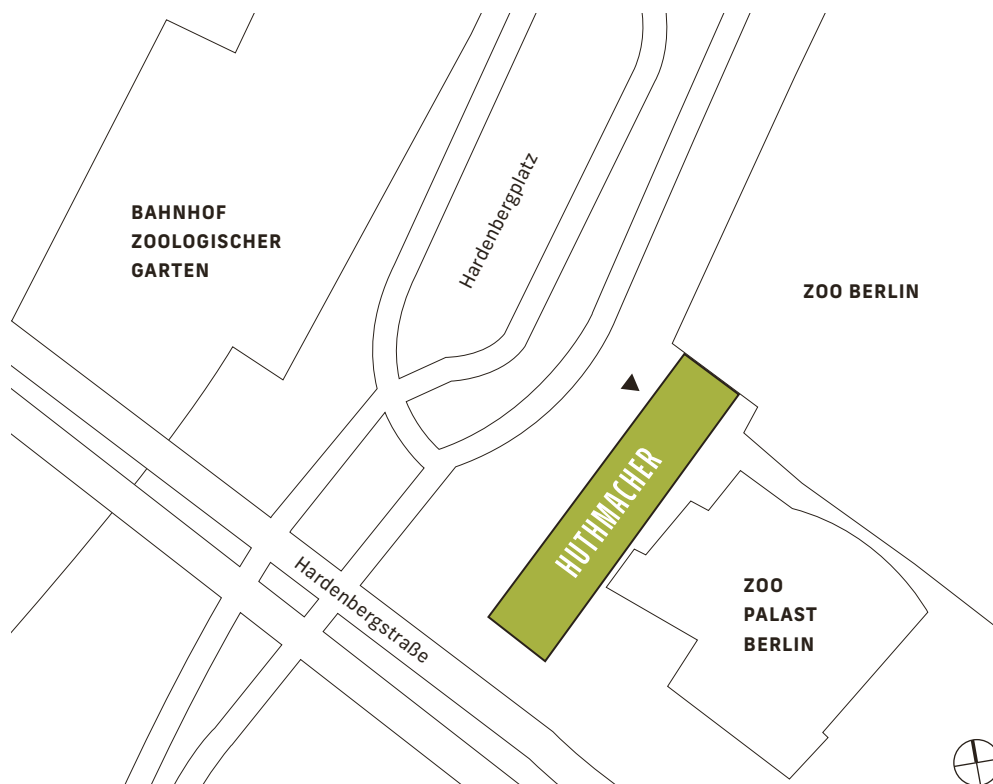 Hardenbergplatz
BAHNHOF
ZOOLOGISCHER
GARTEN
ZOO BERLIN
HUTHMACHER
Hardenbergstraße
ZOO
PALAST
BERLIN